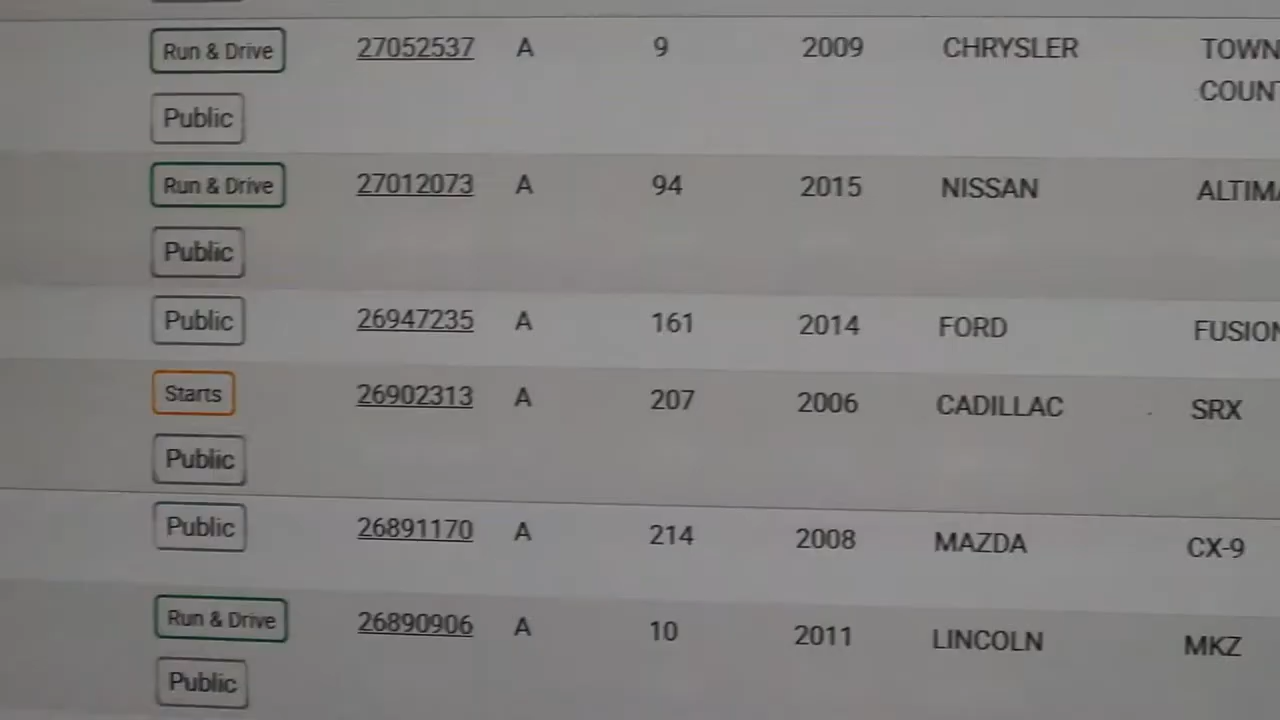 Run & Drive 27052537 A 9 2009 CHRYSLER TOWN
COUNT
Public
Run & Drive 27012073 A 94 2015 NISSAN ALTIMA
Public
Public 26947235 A 161 2014 FORD FUSION
Starts 26902313 A 207 2006 CADILLAC SRX
Public
Public 26891170 A 214 2008 MAZDA CX-9
Run & Drive 26890906 A 10 2011 LINCOLN MKZ
Public